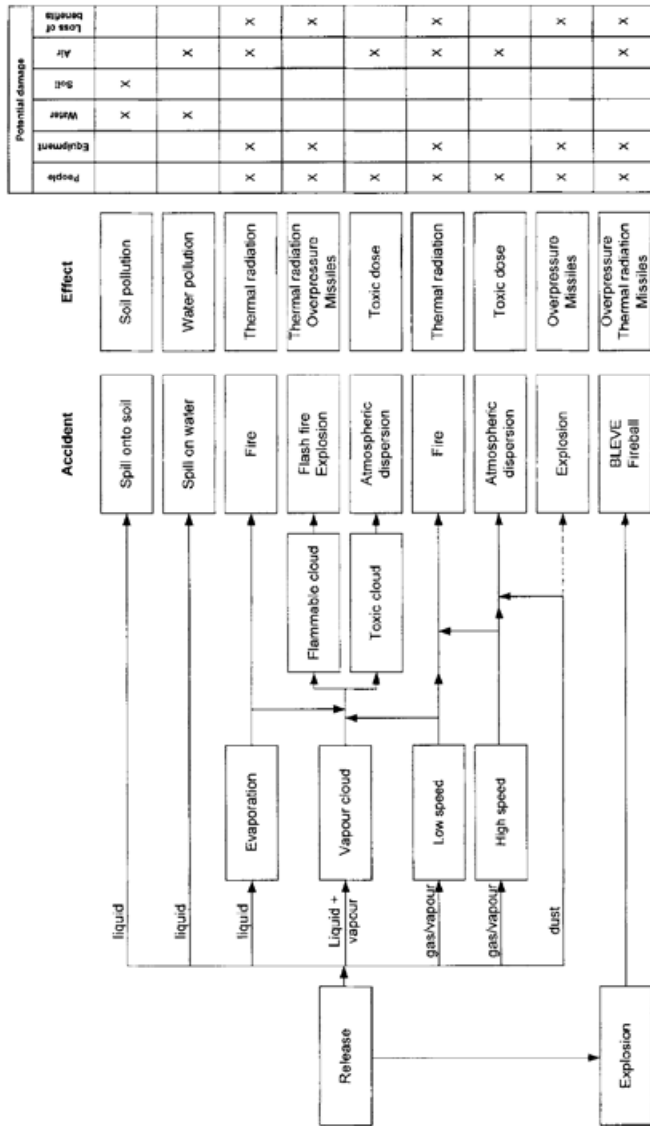 Potential damage
People
Equipment
Water
Soil
Air
Loss of
benefits
Effect
Accident
Release
liquid
Spill onto soil
Soil pollution
X
X
liquid
Spill on water
Water pollution
X
X
liquid
Evaporation
Fire
Thermal radiation
X
X
X
X
Liquid +
vapour
Vapour cloud
Flammable cloud
Flash fire
Explosion
Thermal radiation
Overpressure
Missiles
X
X
X
Toxic cloud
Atmospheric
dispersion
Toxic dose
X
X
gas/vapour
Low speed
Fire
Thermal radiation
X
X
X
X
gas/vapour
High speed
Atmospheric
dispersion
Toxic dose
X
X
dust
Explosion
Overpressure
Missiles
X
X
X
Explosion
BLEVE
Fireball
Overpressure
Thermal radiation
X
X
X
X